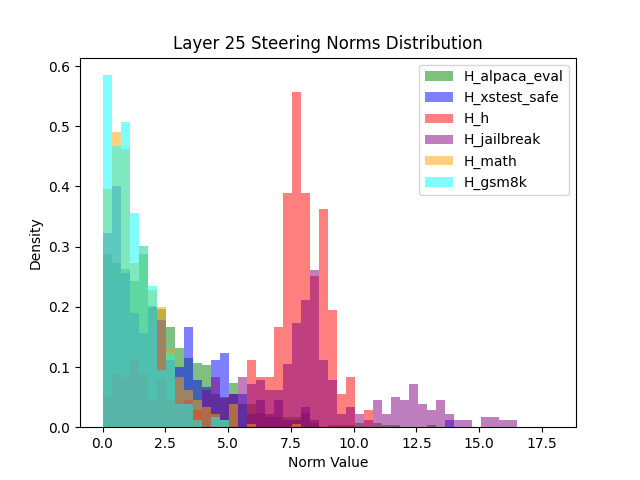 Layer 25 Steering Norms Distribution
H_alpaca_eval
H_xstest_safe
H_h
H_jailbreak
H_math
H_gsm8k
Density
0.6
0.5
0.4
0.3
0.2
0.1
0.0
0.0 2.5 5.0 7.5 10.0 12.5 15.0 17.5
Norm Value